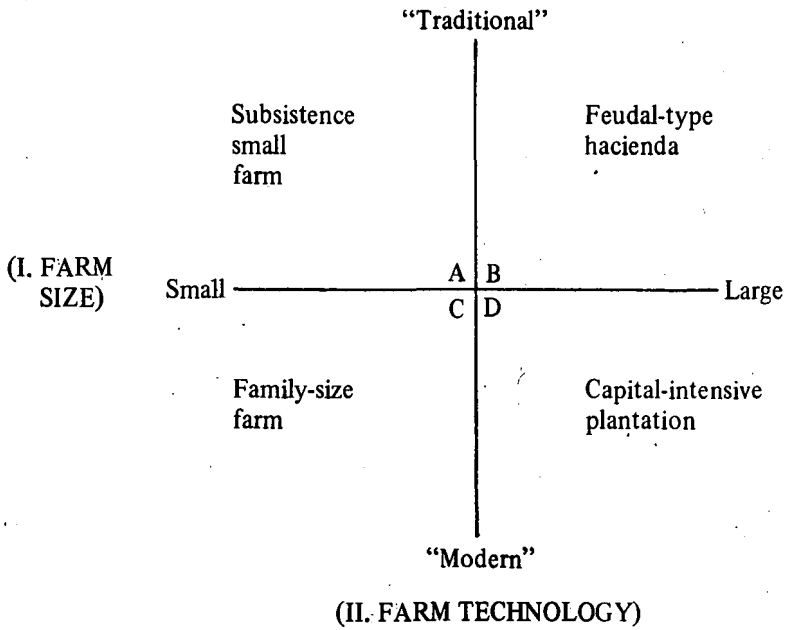 “Traditional”
Subsistence
small
farm
Feudal-type
hacienda
(I. FARM
SIZE)
Small
A
B
Large
C
D
Family-size
farm
Capital-intensive
plantation
“Modern”
(II. FARM TECHNOLOGY)